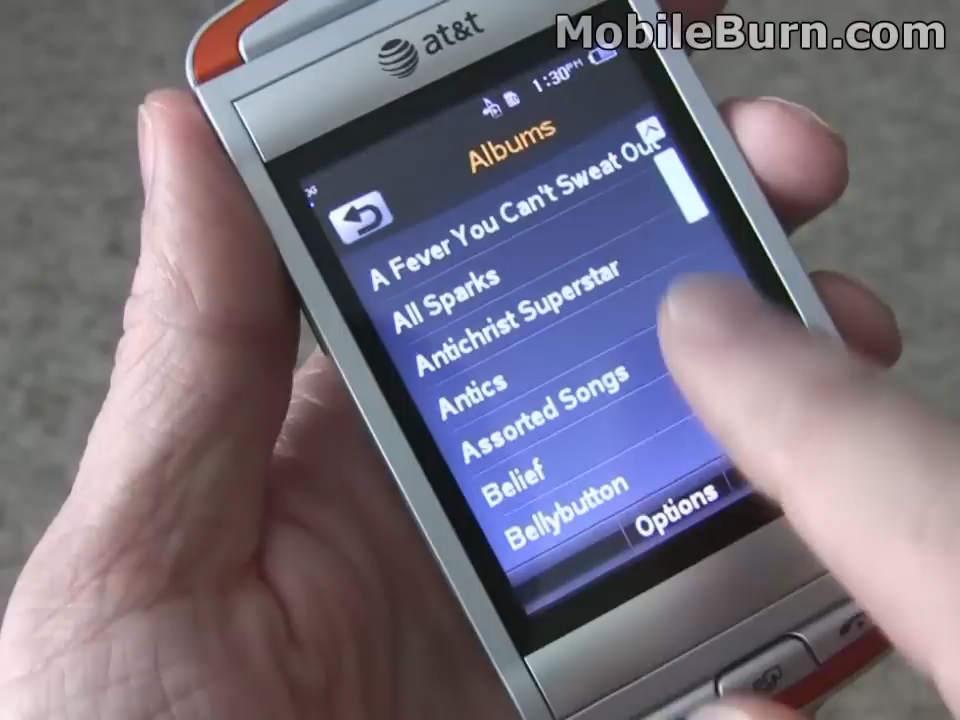 MobileBurn.com
at&t
1:30PM
Albums
A Fever You Can't Sweat Out
All Sparks
Antichrist Superstar
Antics
Assorted Songs
Belief
Bellybutton
Options